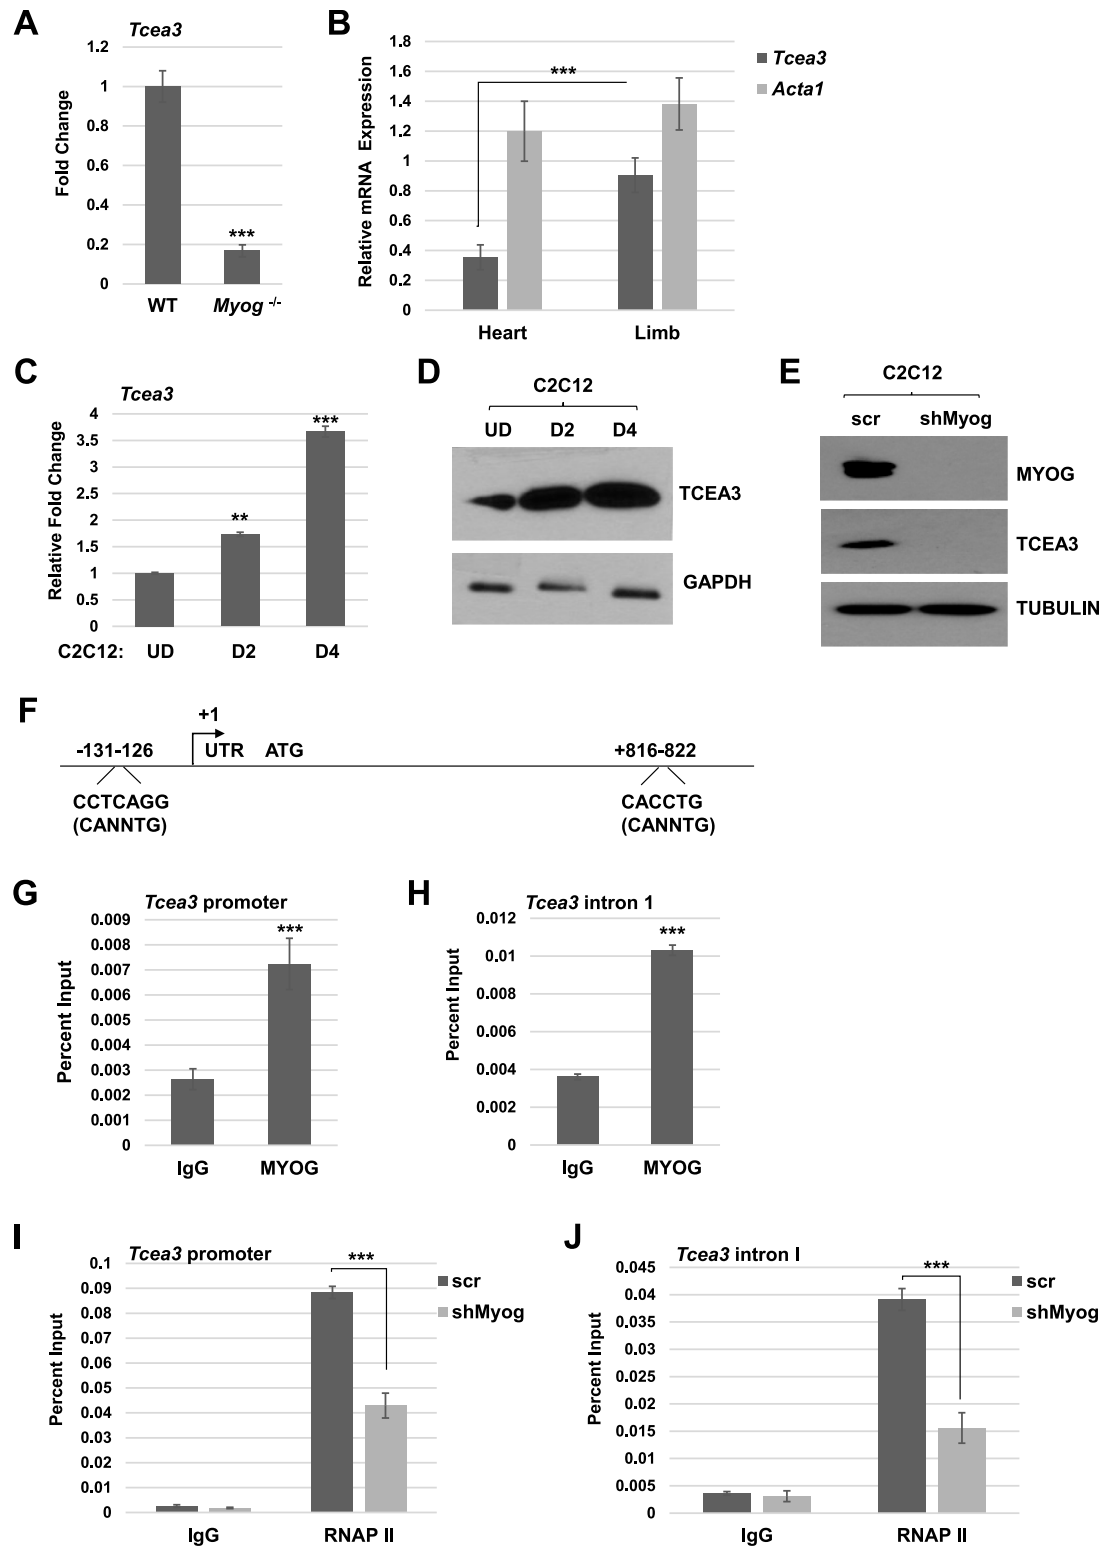 A
Tcea3
Fold Change
1.2
1
0.8
0.6
0.4
0.2
0
***
WT
Myog -/-
B
Relative mRNA Expression
1.8
1.6
1.4
1.2
1
0.8
0.6
0.4
0.2
0
***
Heart
Limb
Tcea3
Acta1
C
Tcea3
Relative Fold Change
4
3.5
3
2.5
2
1.5
1
0.5
0
**
***
C2C12: UD D2 D4
D
C2C12
UD D2 D4
TCEA3
GAPDH
E
C2C12
scr shMyog
MYOG
TCEA3
TUBULIN
F
+1
-131-126 UTR ATG +816-822
CCTCAGG
(CANNTG)
CACCTG
(CANNTG)
G
Tcea3 promoter
Percent Input
0.009
0.008
0.007
0.006
0.005
0.004
0.003
0.002
0.001
0
***
IgG MYOG
H
Tcea3 intron 1
Percent Input
0.012
0.01
0.008
0.006
0.004
0.002
0
***
IgG MYOG
I
Tcea3 promoter
Percent Input
0.1
0.09
0.08
0.07
0.06
0.05
0.04
0.03
0.02
0.01
0
***
scr
shMyog
IgG RNAP II
J
Tcea3 intron I
Percent Input
0.045
0.04
0.035
0.03
0.025
0.02
0.015
0.01
0.005
0
***
scr
shMyog
IgG RNAP II